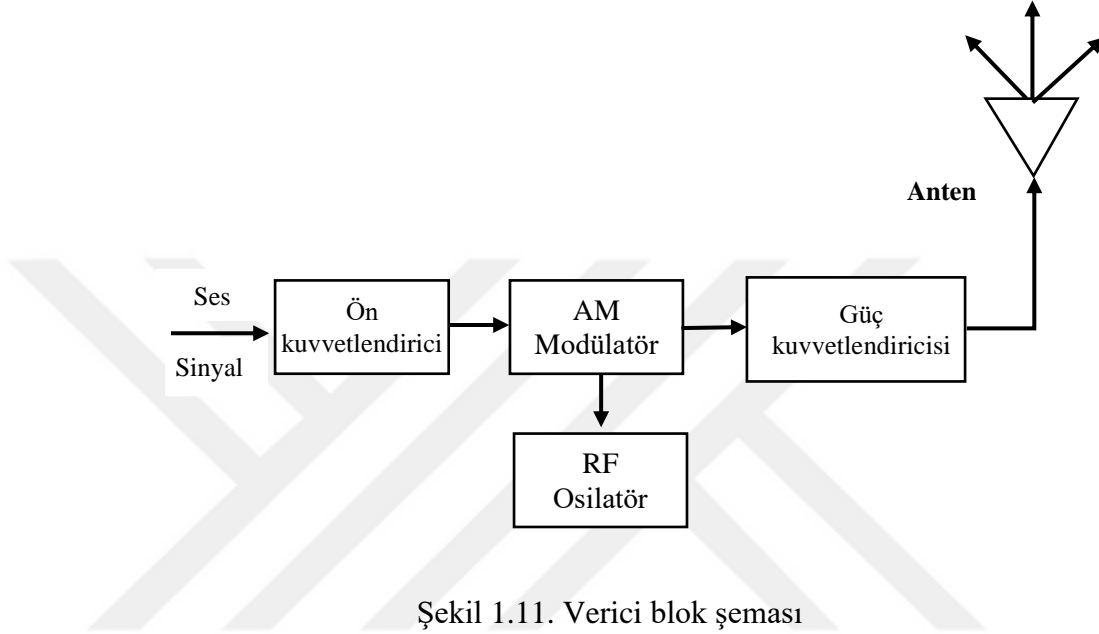 Anten
Ses
Sinyal
Ön
kuvvetlendirici
AM
Modülatör
Güç
kuvvetlendiricisi
RF
Osilatör
Şekil 1.11. Verici blok şeması